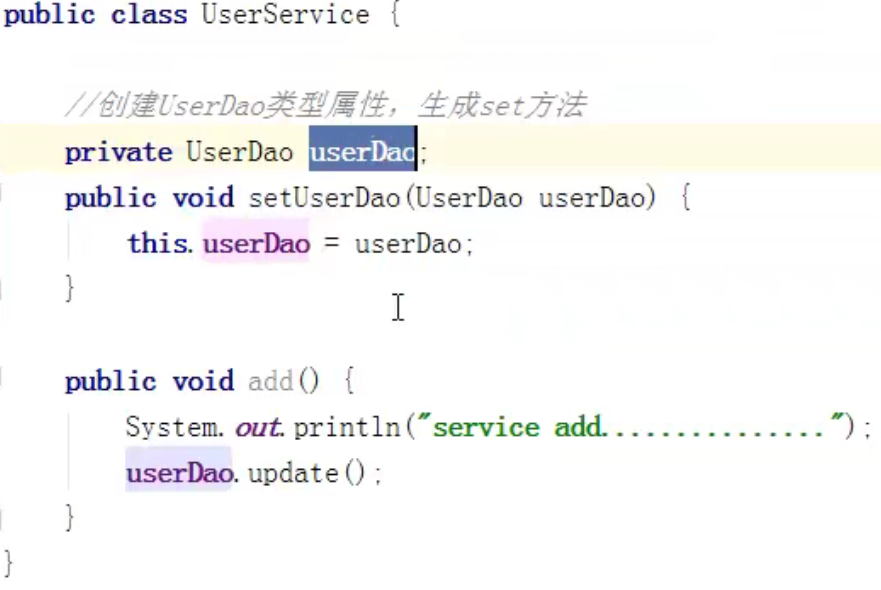 public class UserService {
//创建UserDao类型属性，生成set方法
private UserDao userDao;
public void setUserDao(UserDao userDao) {
this.userDao = userDao;
}
public void add() {
System.out.println("service add...............");
userDao.update();
}
}